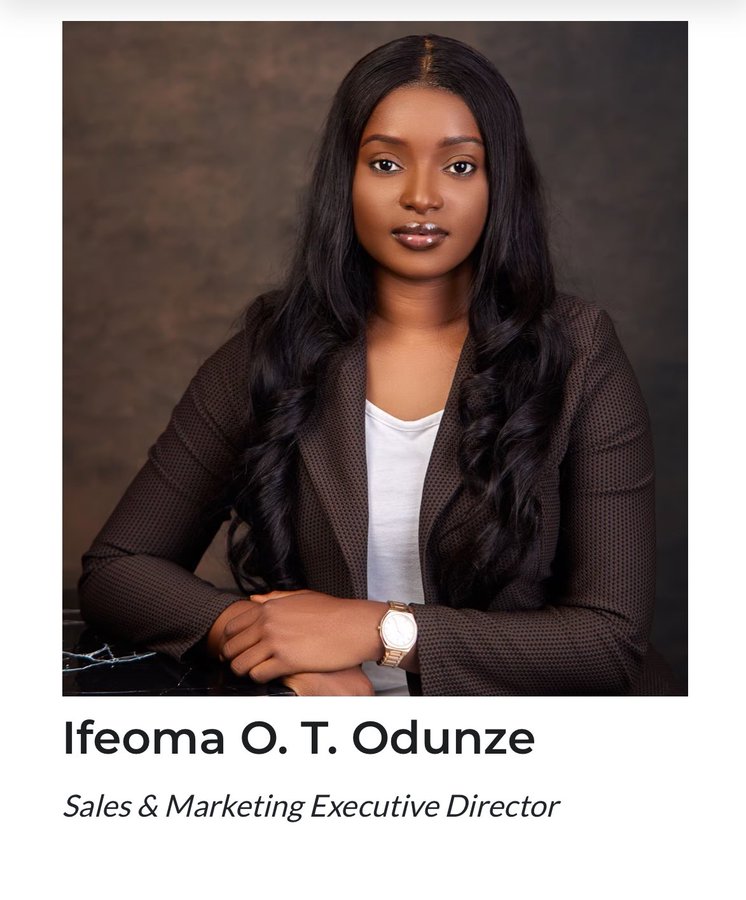 Ifeoma O. T. Odunze
Sales & Marketing Executive Director